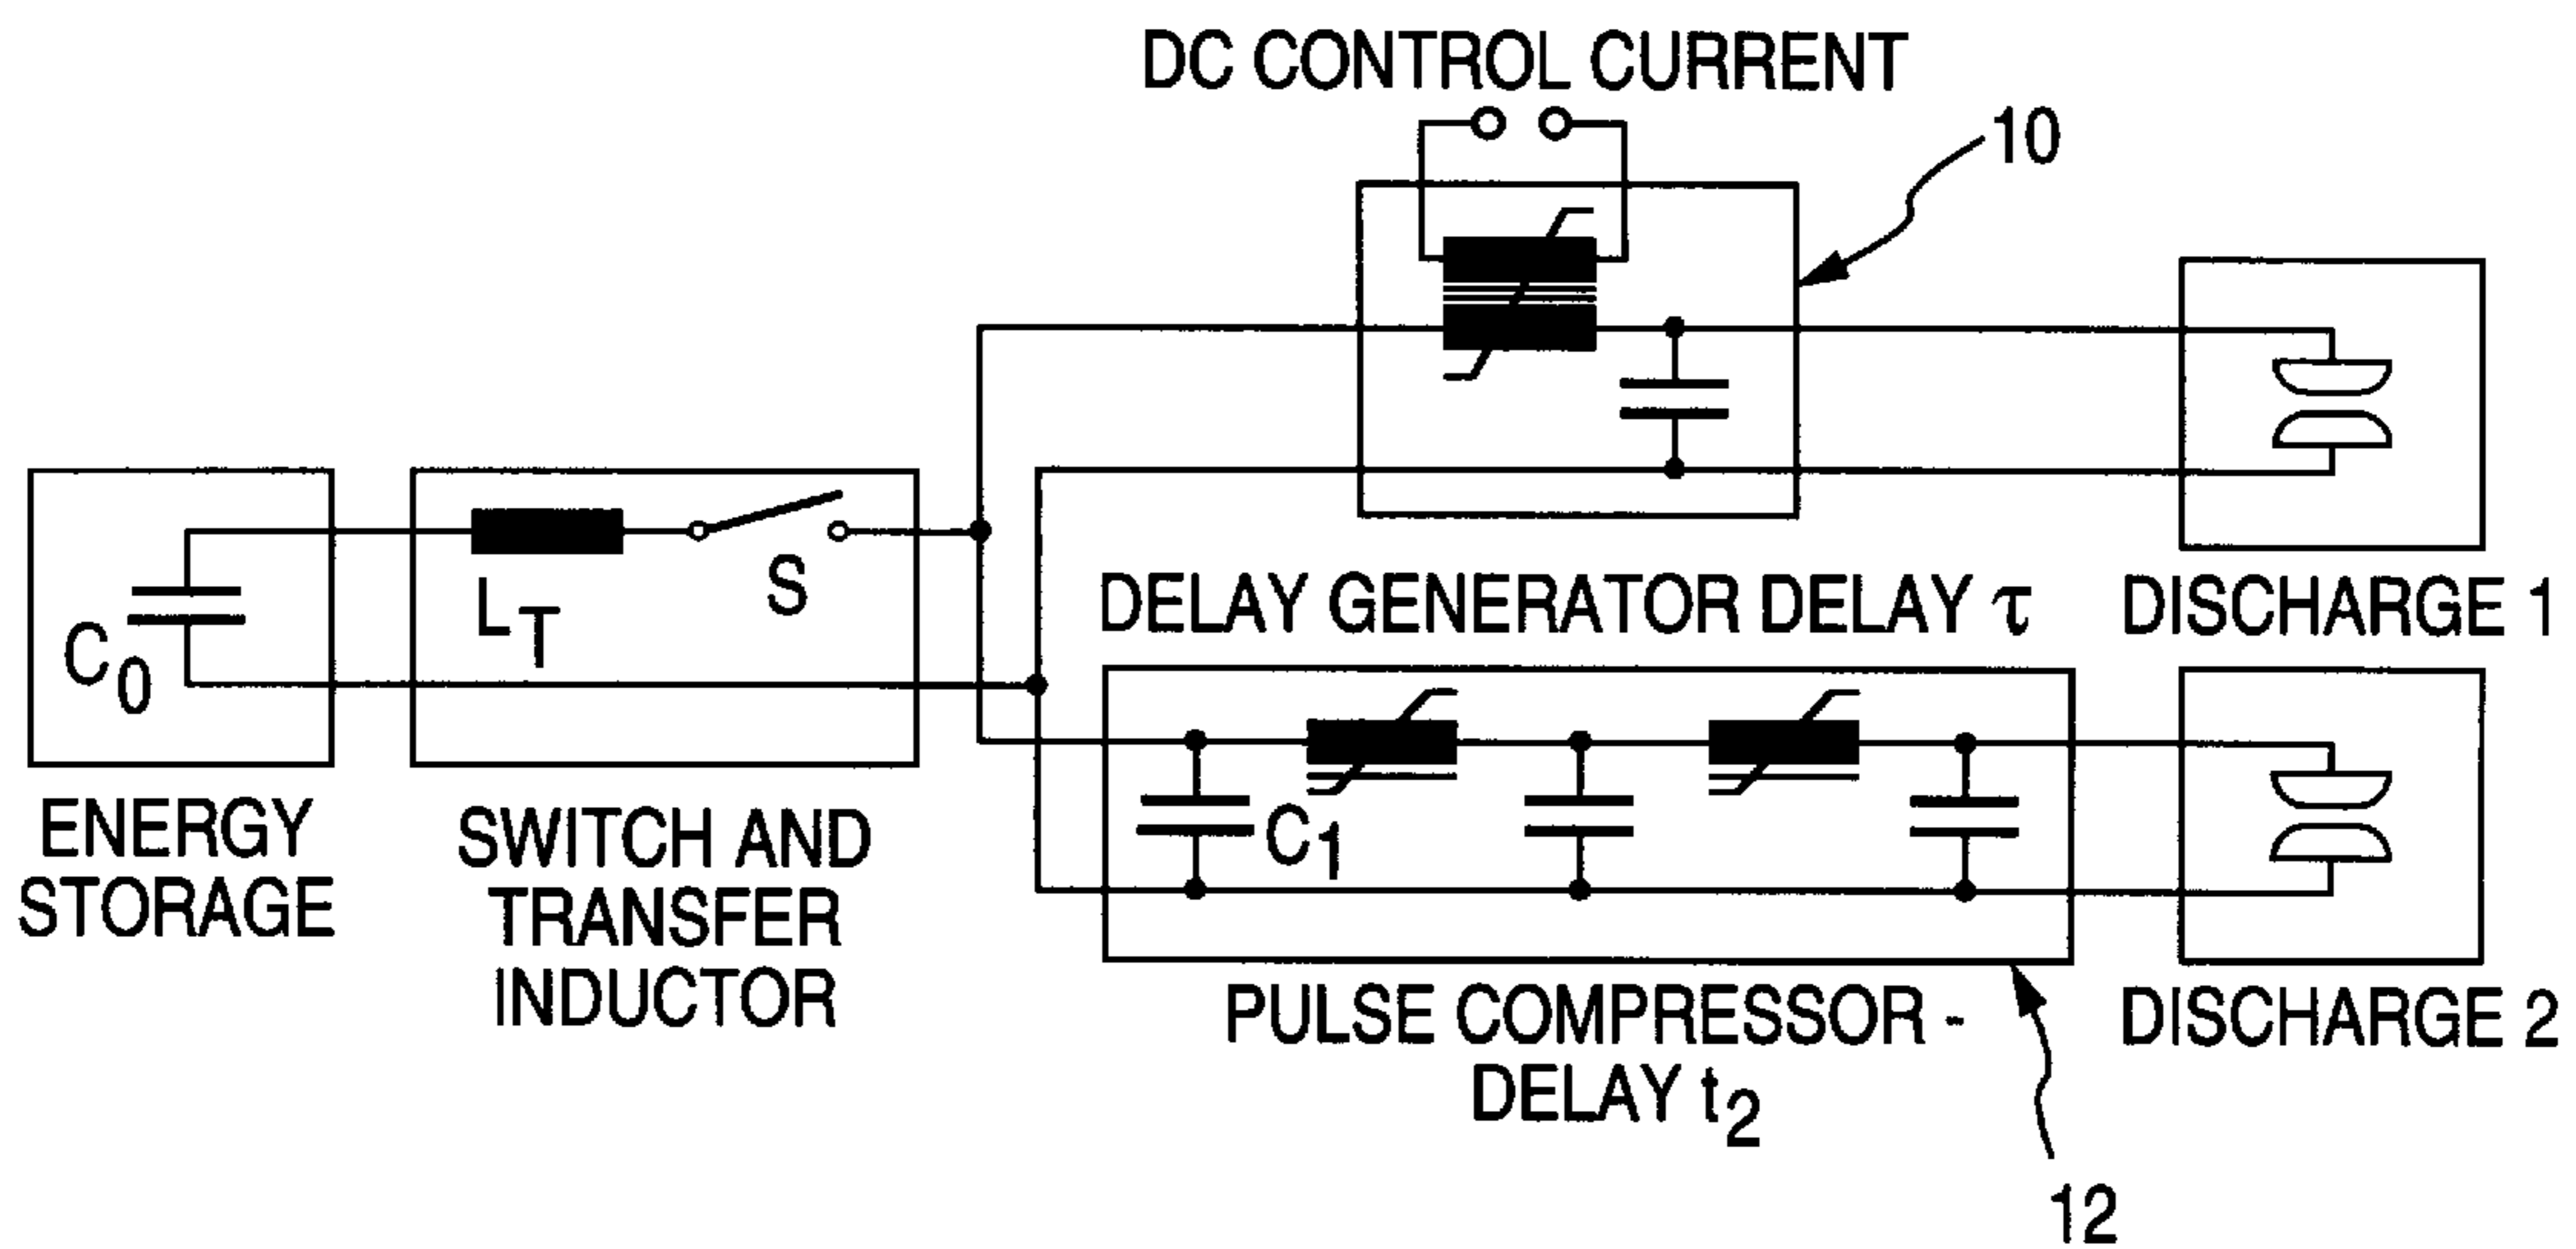 DC CONTROL CURRENT
10
C0
LT
S
ENERGY
STORAGE
SWITCH AND
TRANSFER
INDUCTOR
DELAY GENERATOR DELAY τ
DISCHARGE 1
C1
PULSE COMPRESSOR -
DELAY t2
DISCHARGE 2
12